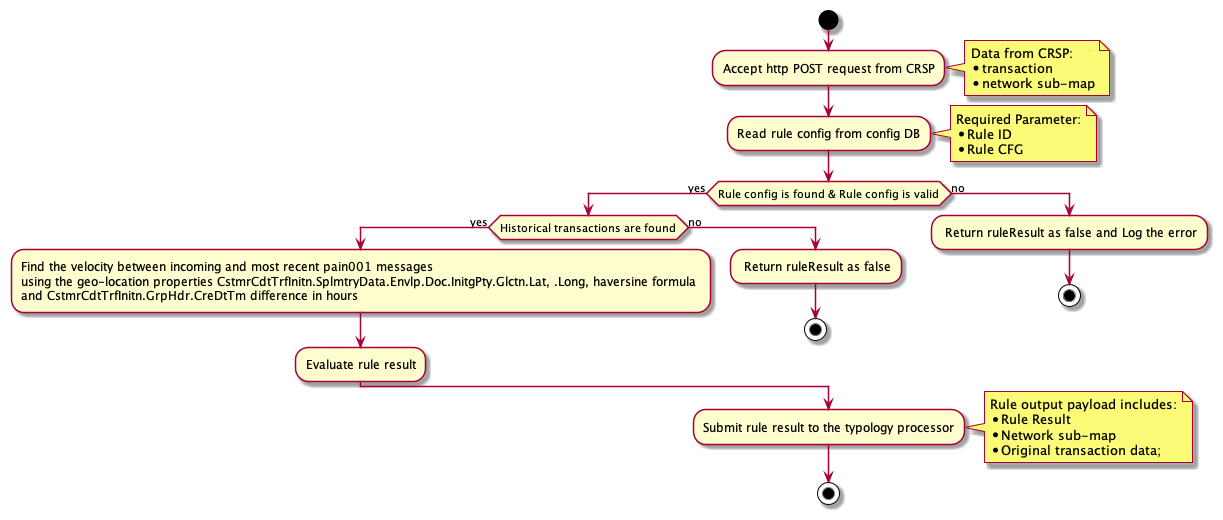 Accept http POST request from CRSP
Data from CRSP:
•transaction
•network sub-map
Read rule config from config DB
Required Parameter:
•Rule ID
•Rule CFG
yes
Rule config is found & Rule config is valid
no
yes
Historical transactions are found
no
Return ruleResult as false and Log the error
Find the velocity between incoming and most recent pain001 messages
using the geo-location properties CstmrCdtTrfInitn.SplmtryData.Envlp.Doc.InitgPty.Glctn.Lat, .Long, haversine formula
and CstmrCdtTrfInitn.GrpHdr.CreDtTm difference in hours
Return ruleResult as false
Evaluate rule result
Submit rule result to the typology processor
Rule output payload includes:
•Rule Result
•Network sub-map
•Original transaction data;